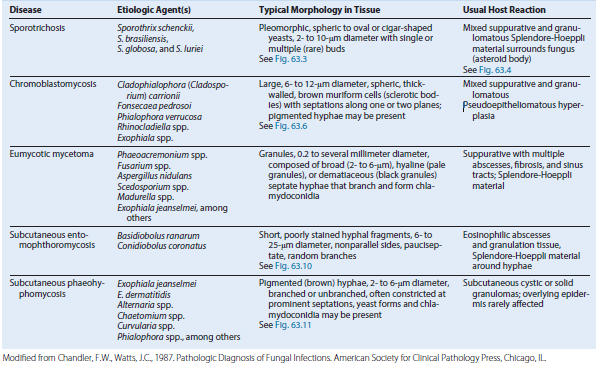 Disease Etiologic Agent(s) Typical Morphology in Tissue Usual Host Reaction
Sporotrichosis
Sporothrix schenckii,
S. brasiliensis,
S. globosa, and S. luriei
Pleomorphic, spheric to oval or cigar-shaped
yeasts, 2- to 10-μm diameter with single or
multiple (rare) buds
See Fig. 63.3
Mixed suppurative and granu-
lomatous Splendore-Hoeppli
material surrounds fungus
(asteroid body)
See Fig. 63.4
Chromoblastomycosis
Cladophialophora (Cladospo-
rium) carrionii
Fonsecaea pedrosoi
Phialophora verrucosa
Rhinocladiella spp.
Exophiala spp.
Large, 6- to 12-μm diameter, spheric, thick-
walled, brown muriform cells (sclerotic bod-
ies) with septations along one or two planes;
pigmented hyphae may be present
See Fig. 63.6
Mixed suppurative and granu-
lomatous
Pseudoepitheliomatous hyper-
plasia
Eumycotic mycetoma
Phaeoacremonium spp.
Fusarium spp.
Aspergillus nidulans
Scedosporium spp.
Madurella spp.
Exophiala jeanselmei, among
others
Granules, 0.2 to several millimeter diameter,
composed of broad (2- to 6-μm), hyaline (pale
granules), or dematiaceous (black granules)
septate hyphae that branch and form chla-
mydoconidia
Suppurative with multiple
abscesses, fibrosis, and sinus
tracts; Splendore-Hoeppli
material
Subcutaneous ento-
mophthoromycosis
Basidiobolus ranarum
Conidiobolus coronatus
Short, poorly stained hyphal fragments, 6- to
25-μm diameter, nonparallel sides, paucisep-
tate, random branches
See Fig. 63.10
Eosinophilic abscesses
and granulation tissue,
Splendore-Hoeppli material
around hyphae
Subcutaneous phaeohy-
phomycosis
Exophiala jeanselmei
E. dermatitidis
Alternaria spp.
Chaetomium spp.
Curvularia spp.
Phialophora spp., among others
Pigmented (brown) hyphae, 2- to 6-μm diameter,
branched or unbranched, often constricted at
prominent septations, yeast forms and chla-
mydoconidia may be present
See Fig. 63.11
Subcutaneous cystic or solid
granulomas; overlying epider-
mis rarely affected
Modified from Chandler, F.W., Watts, J.C., 1987. Pathologic Diagnosis of Fungal Infections. American Society for Clinical Pathology Press, Chicago, IL.